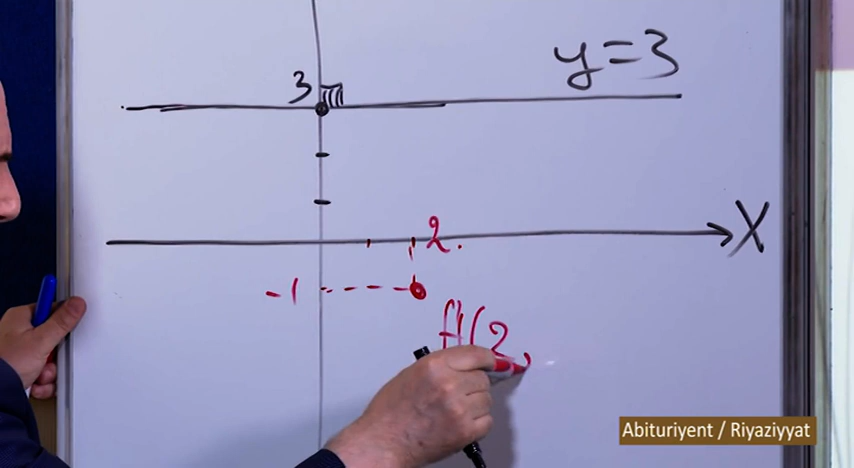 y=3
3
X
2.
-1
A(2,
Abituriyent / Riyaziyyat